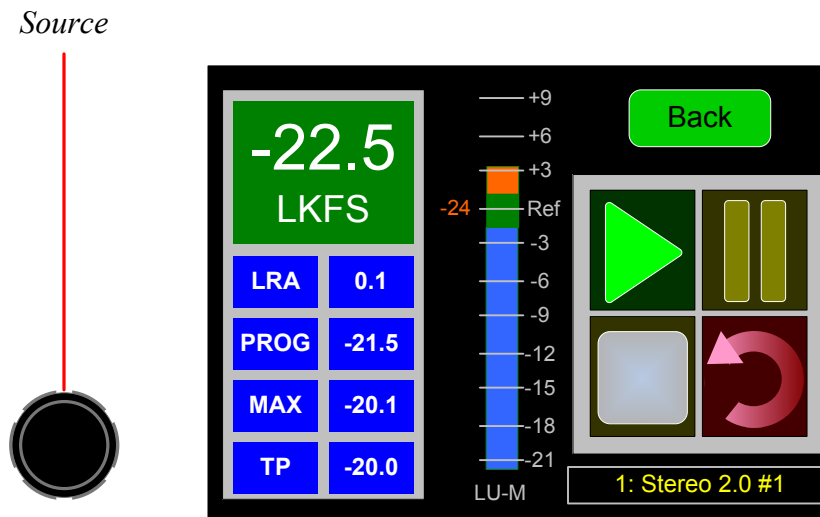 Source
-22.5
LKFS
LRA 0.1
PROG -21.5
MAX -20.1
TP -20.0
+9
+6
+3
-24 Ref
-3
-6
-9
-12
-15
-18
-21
LU-M
Back
1: Stereo 2.0 #1